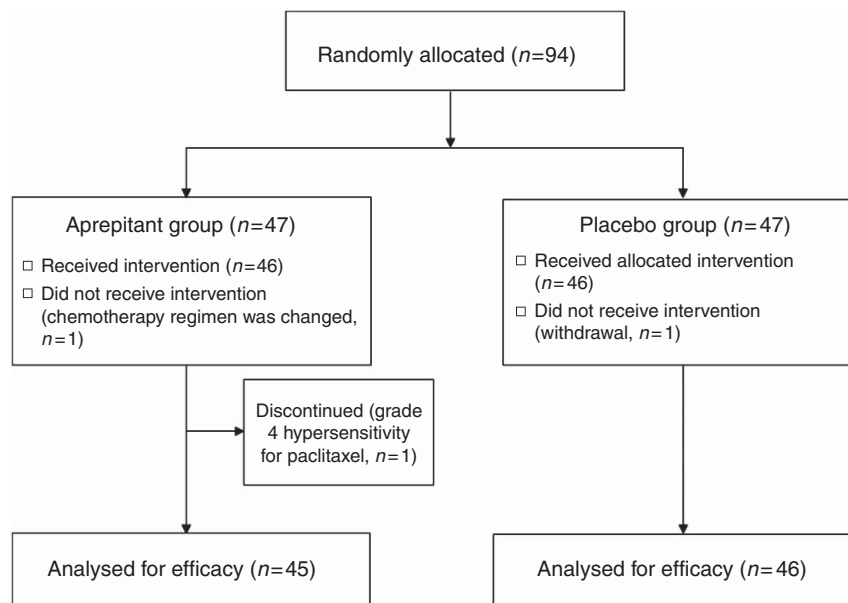 Randomly allocated (n=94)
Aprepitant group (n=47)
□ Received intervention (n=46)
□ Did not receive intervention
(chemotherapy regimen was changed,
n=1)
Placebo group (n=47)
□ Received allocated intervention
(n=46)
□ Did not receive intervention
(withdrawal, n=1)
Discontinued (grade
4 hypersensitivity
for paclitaxel, n=1)
Analysed for efficacy (n=45)
Analysed for efficacy (n=46)